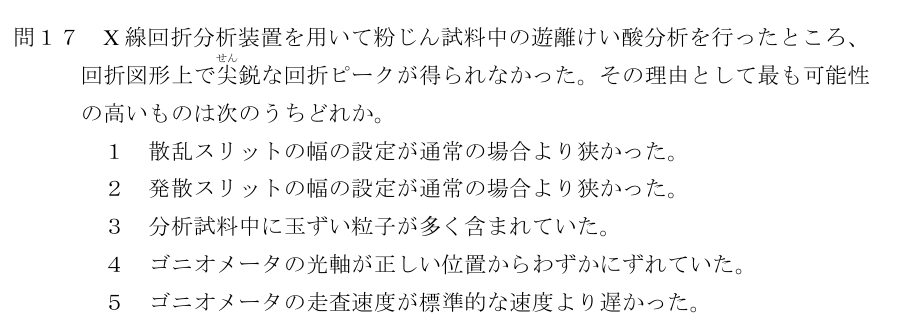 問１７　X線回折分析装置を用いて粉じん試料中の遊離けい酸分析を行ったところ、
せん
回折図形上で尖鋭な回折ピークが得られなかった。その理由として最も可能性
の高いものは次のうちどれか。
１　散乱スリットの幅の設定が通常の場合より狭かった。
２　発散スリットの幅の設定が通常の場合より狭かった。
３　分析試料中に玉ずい粒子が多く含まれていた。
４　ゴニオメータの光軸が正しい位置からわずかにずれていた。
５　ゴニオメータの走査速度が標準的な速度より遅かった。